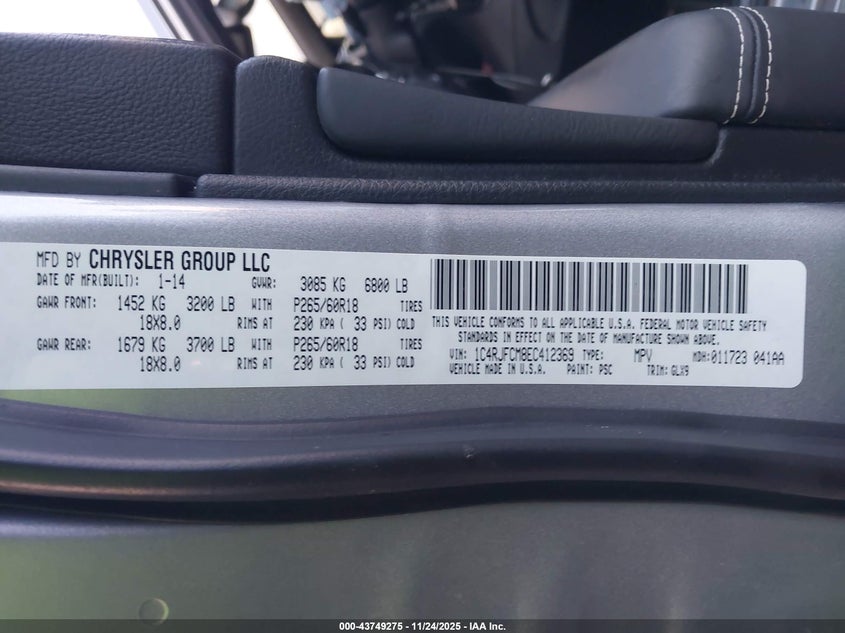 MFD BY CHRYSLER GROUP LLC
DATE OF MFR(BUILT): 1-14 GVWR: 3085 KG 6800 LB
GAWR FRONT: 1452 KG 3200 LB WITH P265/60R18 TIRES
18X8.0 RIMS AT 230 KPA ( 33 PSI) COLD
GAWR REAR: 1679 KG 3700 LB WITH P265/60R18 TIRES
18X8.0 RIMS AT 230 KPA ( 33 PSI) COLD
THIS VEHICLE CONFORMS TO ALL APPLICABLE U.S.A. FEDERAL MOTOR VEHICLE SAFETY
STANDARDS IN EFFECT ON THE DATE OF MANUFACTURE SHOWN ABOVE.
VIN: 1C4RJFCM8EC412369 TYPE: MPV MDH:011723 041AA
VEHICLE MADE IN U.S.A. PAINT: PSC TRIM: GLX9
000-43749275 - 11/24/2025 - IAA Inc.